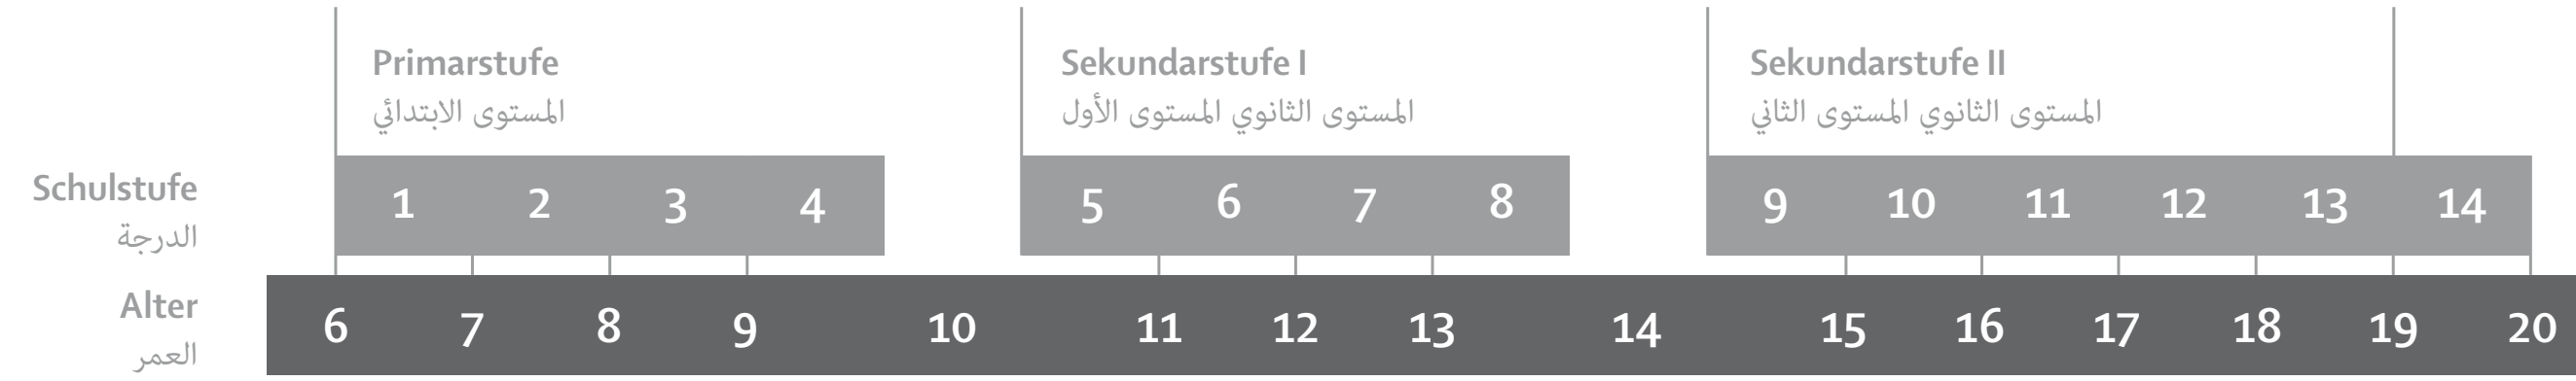 Primarstufe
المستوى الابتدائي
Sekundarstufe I
المستوى الثانوي المستوى الأول
Sekundarstufe II
المستوى الثانوي المستوى الثاني
Schulstufe
الدرجة
1 2 3 4 5 6 7 8 9 10 11 12 13 14
Alter
العمر
6 7 8 9 10 11 12 13 14 15 16 17 18 19 20